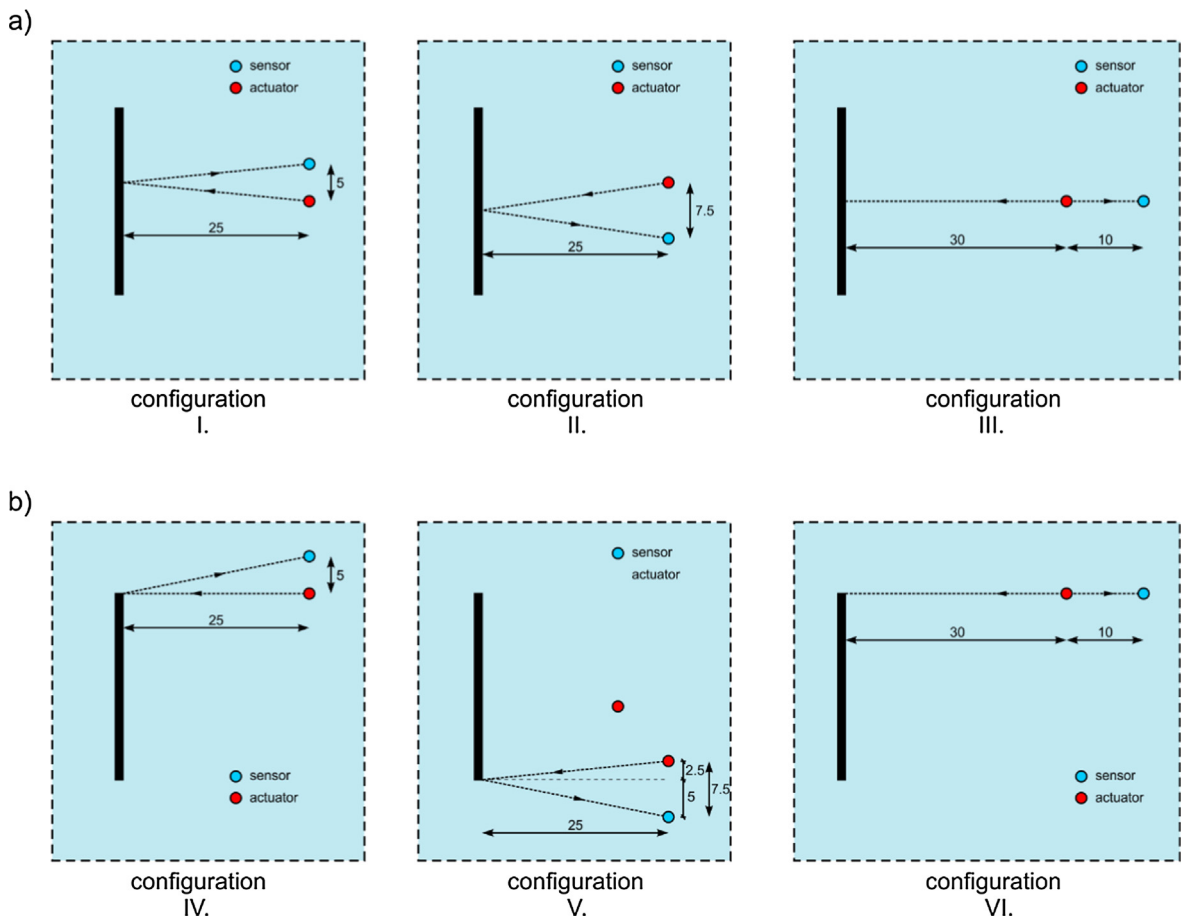 a)
sensor
actuator
5
25
configuration
I.
sensor
actuator
7.5
25
configuration
II.
sensor
actuator
30
10
configuration
III.
b)
5
25
sensor
actuator
configuration
IV.
sensor
actuator
2.5
7.5
5
25
configuration
V.
30
10
sensor
actuator
configuration
VI.